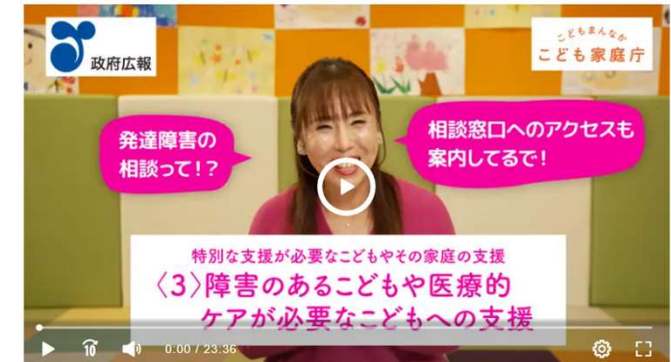 政府広報
こどもまんなか
こども家庭庁
発達障害の
相談って!?
相談窓口へのアクセスも
案内してるで!
特別な支援が必要なこどもやその家庭の支援
〈3〉障害のあるこどもや医療的
ケアが必要なこどもへの支援
10
0:00 / 23:36